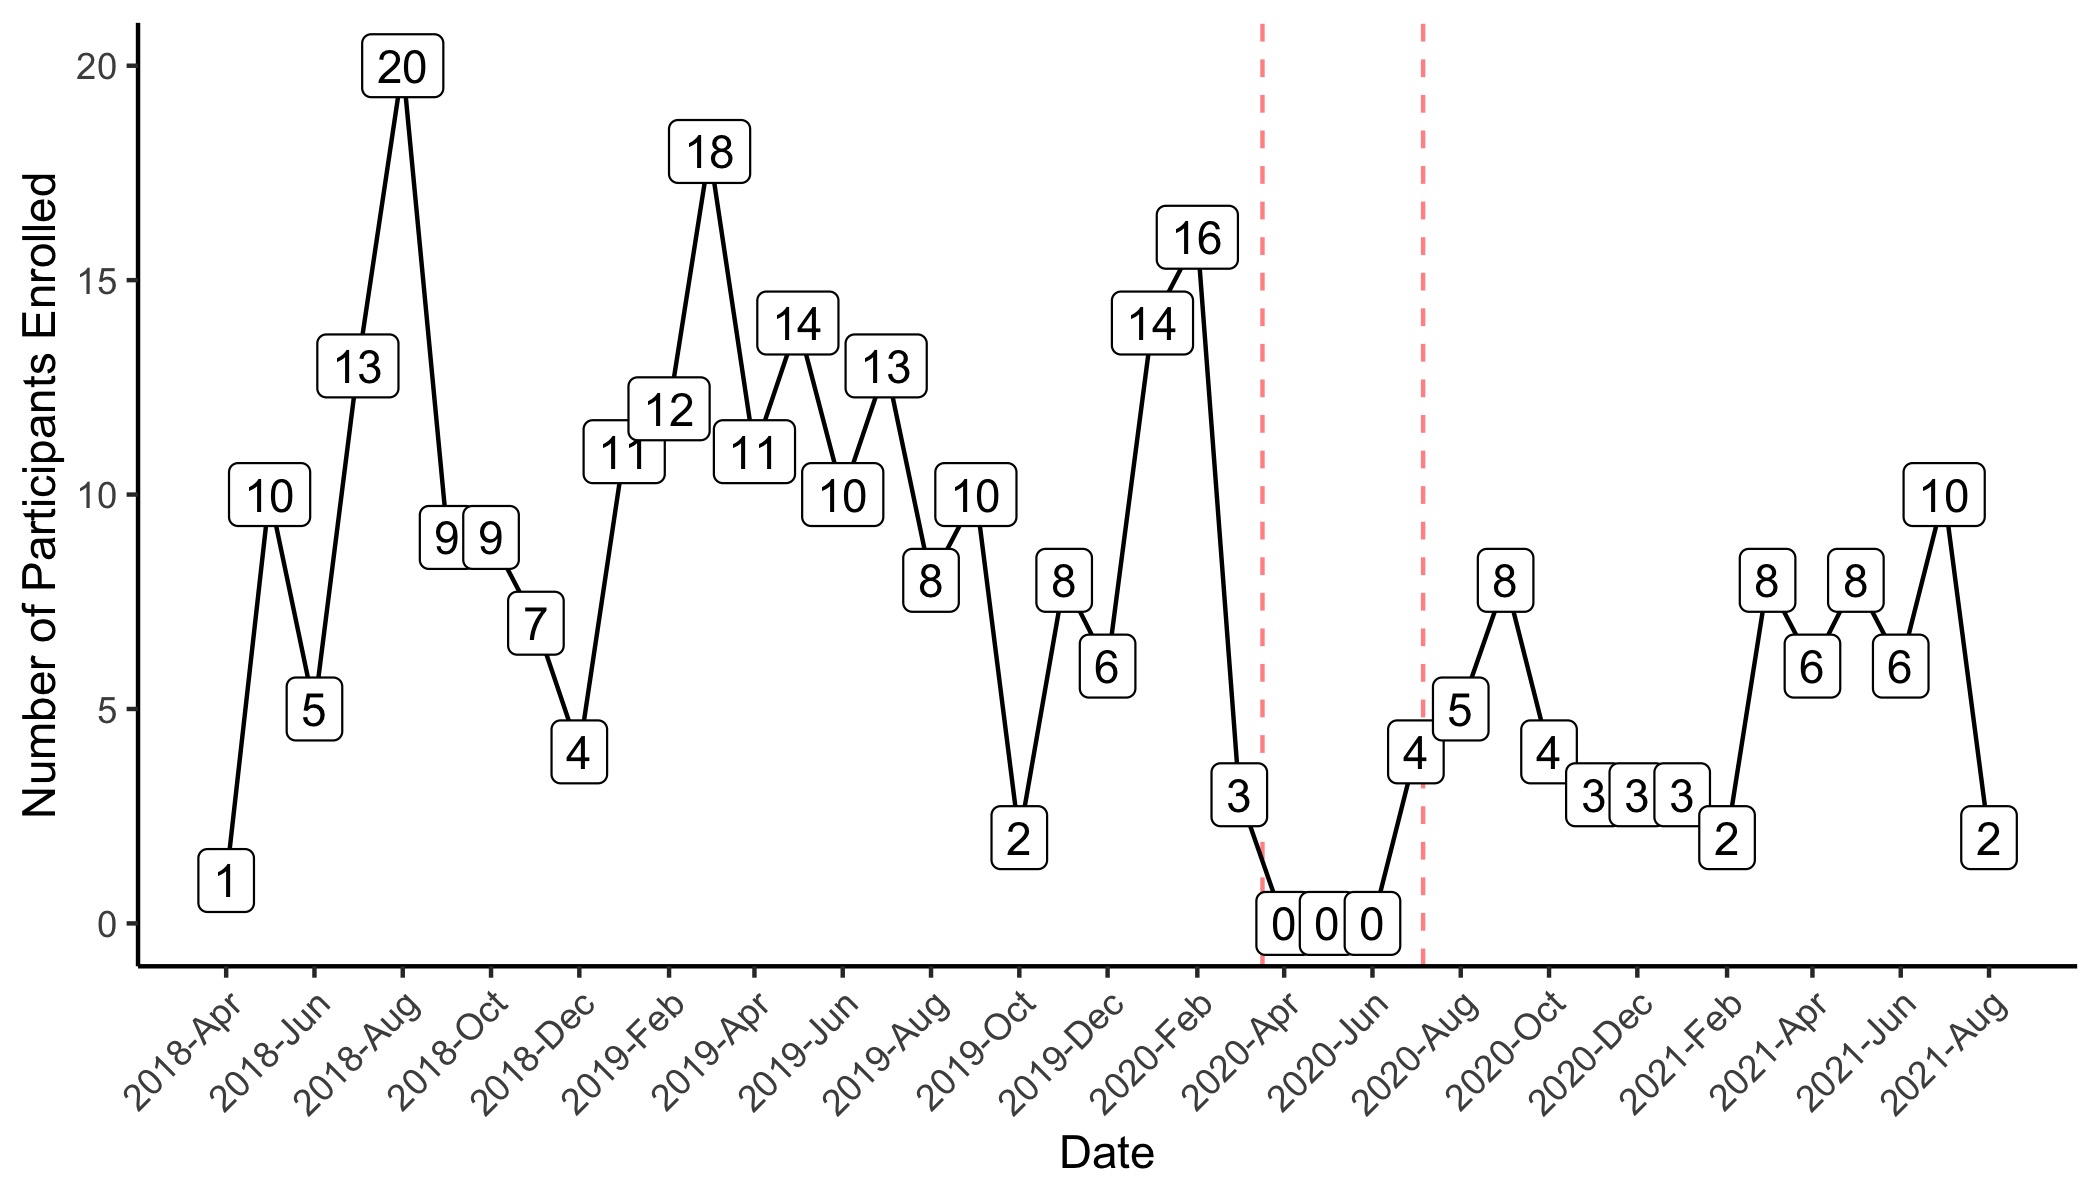 Number of Participants Enrolled
20
15
10
5
0
1
10
5
13
20
9
9
7
4
11
12
18
11
14
10
13
8
10
2
8
6
14
16
3
0
0
0
4
5
8
4
3
3
3
2
8
6
8
6
10
2
2018-Apr
2018-Jun
2018-Aug
2018-Oct
2018-Dec
2019-Feb
2019-Apr
2019-Jun
2019-Aug
2019-Oct
2019-Dec
2020-Feb
2020-Apr
2020-Jun
2020-Aug
2020-Oct
2020-Dec
2021-Feb
2021-Apr
2021-Jun
2021-Aug
Date